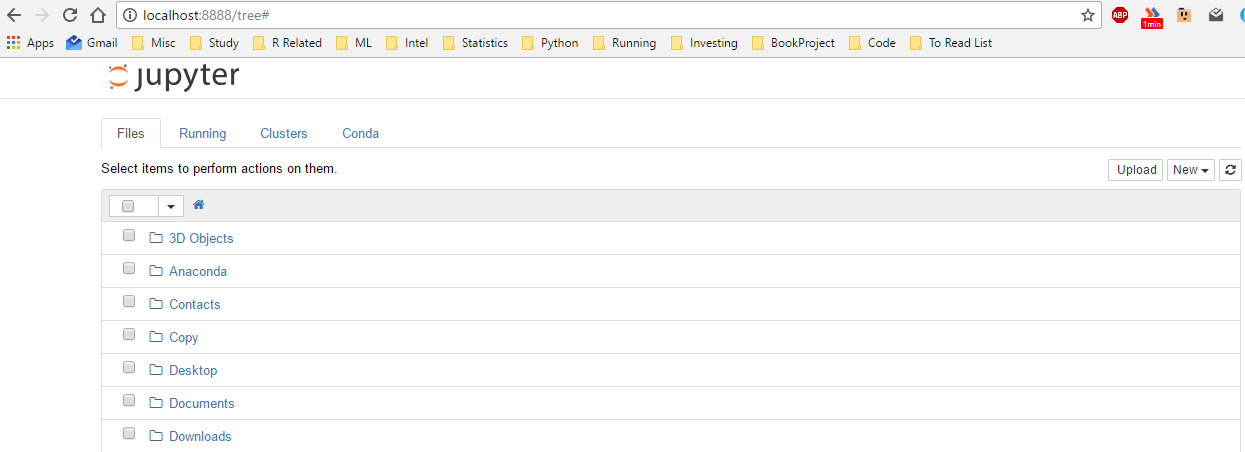 localhost:8888/tree#
ABP
1min
Apps Gmail Misc Study R Related ML Intel Statistics Python Running Investing BookProject Code To Read List
jupyter
Files Running Clusters Conda
Select items to perform actions on them.
Upload New
3D Objects
Anaconda
Contacts
Copy
Desktop
Documents
Downloads